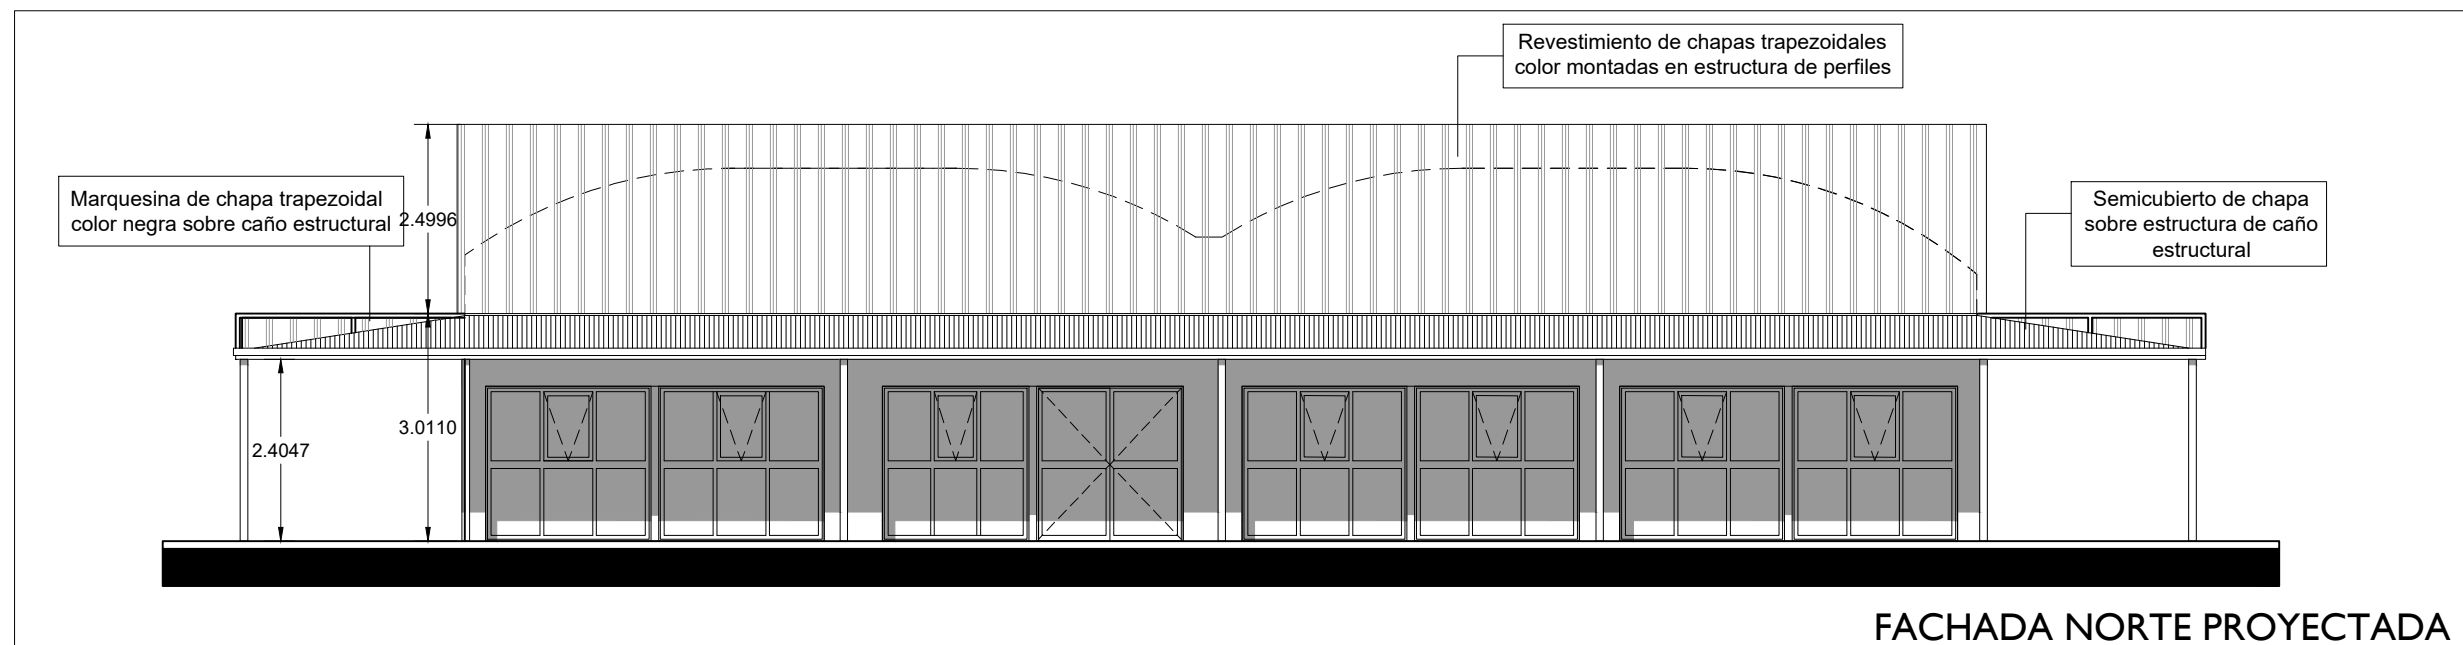 Revestimiento de chapas trapezoidales
color montadas en estructura de perfiles
Marquesina de chapa trapezoidal
color negra sobre caño estructural
2.4996
Semicubierto de chapa
sobre estructura de caño
estructural
3.0110
2.4047
FACHADA NORTE PROYECTADA